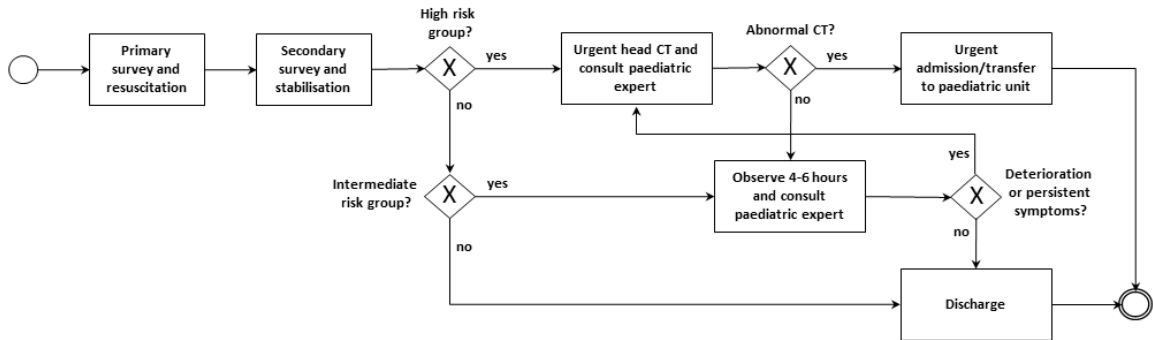 High risk
group?
Abnormal CT?
Primary
survey and
resuscitation
Secondary
survey and
stabilisation
X
yes
Urgent head CT and
consult paediatric
expert
X
yes
Urgent
admission/transfer
to paediatric unit
no
no
Intermediate
risk group?
X
yes
Observe 4-6 hours
and consult
paediatric expert
yes
X
Deterioration
or persistent
symptoms?
no
no
Discharge